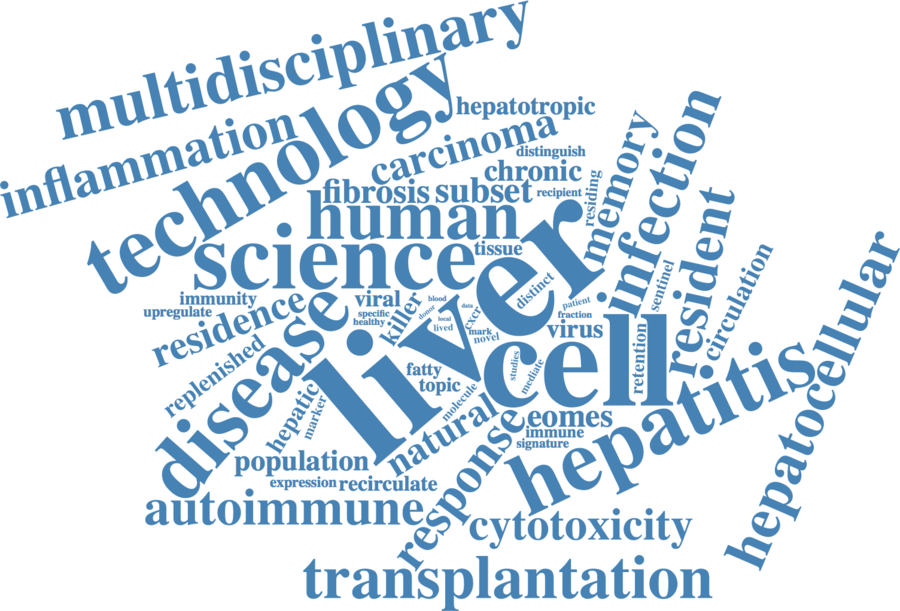 multidisciplinary
technology
inflammation
hepatotropic
carcinoma
distinguish
chronic
fibrosis
subset
recipient
residing
memory
infection
human
science
tissue
liver
distinct
resident
sentinel
circulation
hepatocellular
immunity
upregulate
residence
disease
viral
specific
healthy
killer
blood
donor
local
lived
data
cxcr
mark
novel
patient
fraction
virus
cell
retention
replenished
fatty
topic
studies
mediate
molecule
hepatic
marker
natural
eomes
immune
signature
hepatitis
population
expression
recirculate
response
autoimmune
cytotoxicity
transplantation